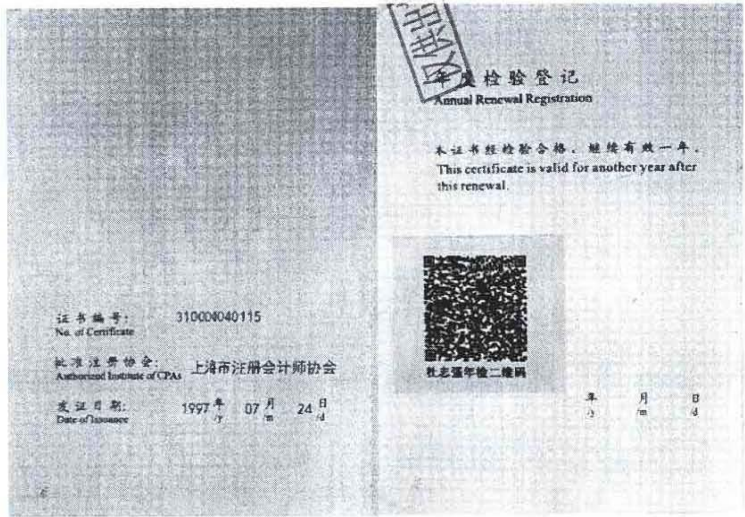 证书编号: 310000040115
No. of Certificate
批准注册协会: 上海市注册会计师协会
Authorized Institute of CPAs
发证日期: 1997 年 07 月 24 日
Date of Issuance /y /m /d
年度检验登记
Annual Renewal Registration
本证书经检验合格，继续有效一年。
This certificate is valid for another year after
this renewal.
杜志强年检二维码
年 月 日
/y /m /d